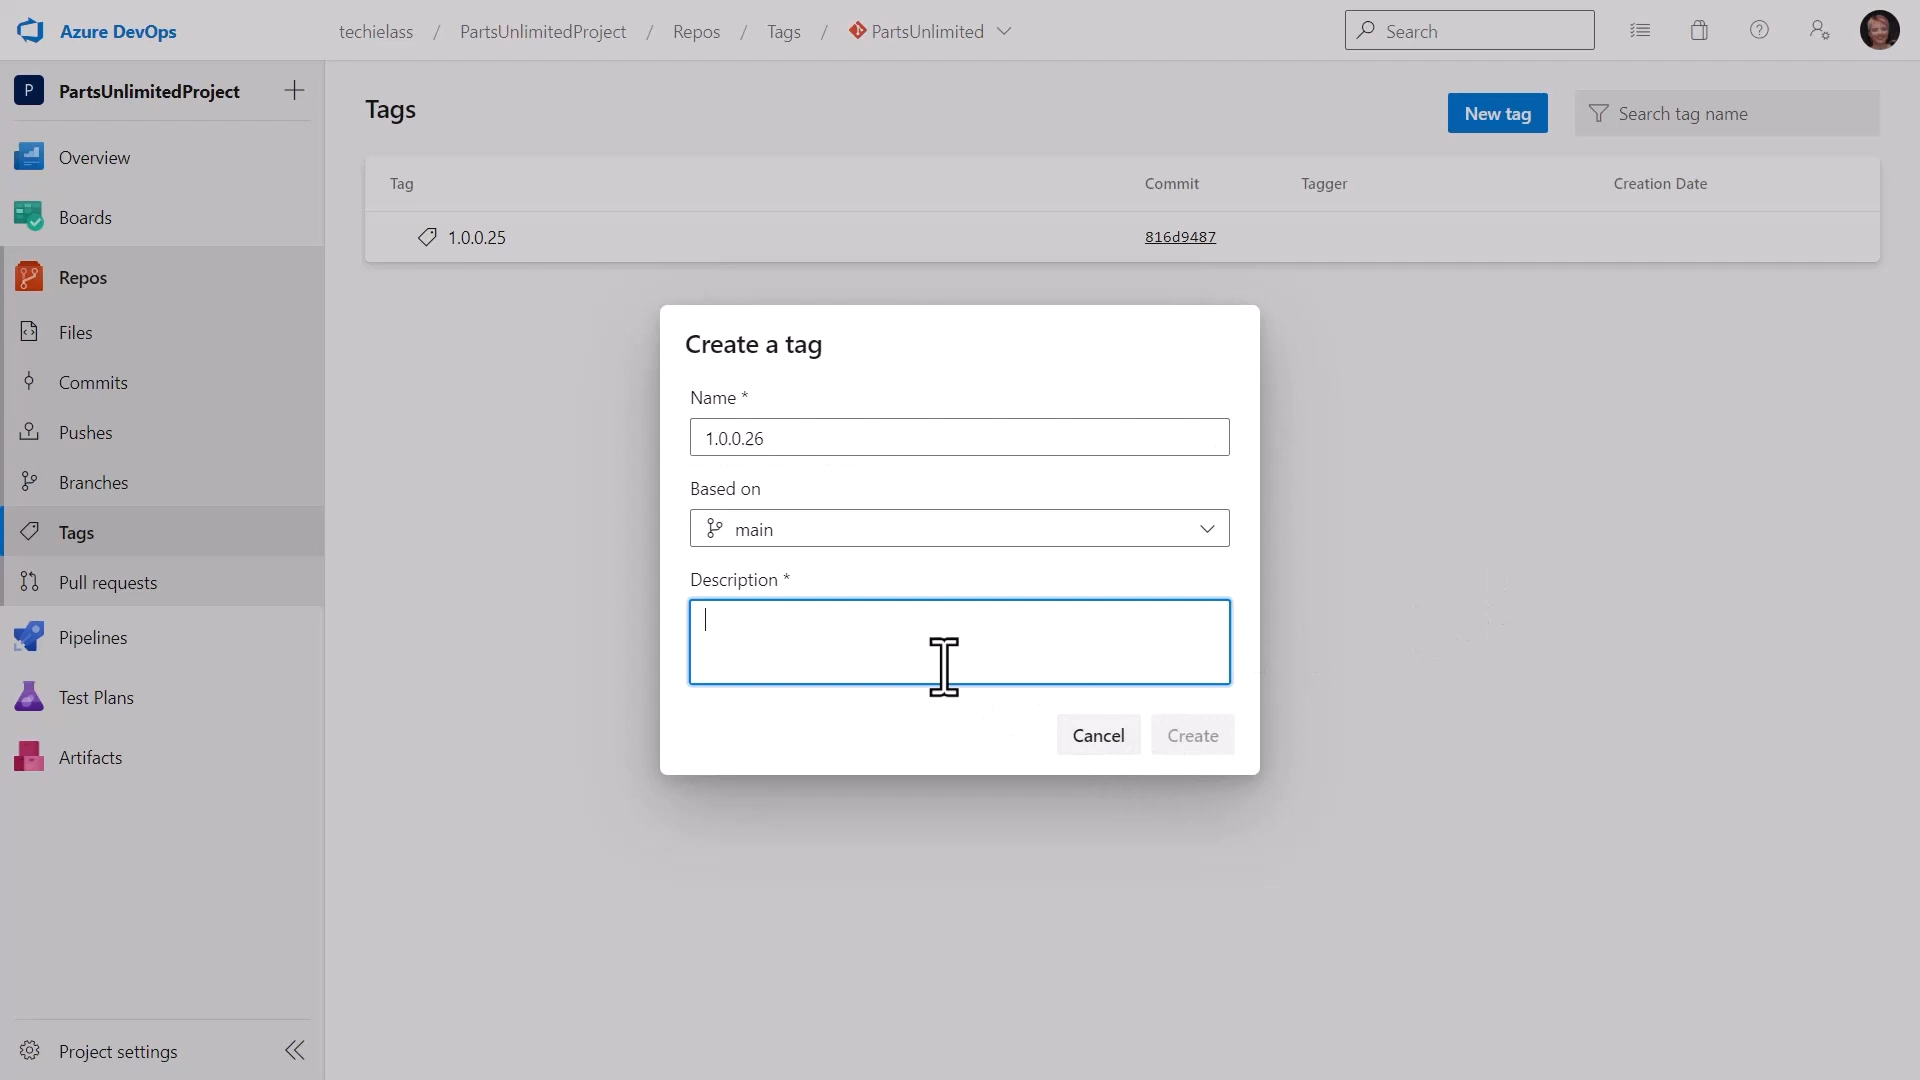 Azure DevOps
techielass / PartsUnlimitedProject / Repos / Tags / PartsUnlimited
Search
P PartsUnlimitedProject
Overview
Boards
Repos
Files
Commits
Pushes
Branches
Tags
Pull requests
Pipelines
Test Plans
Artifacts
Project settings
Tags
New tag
Search tag name
Tag Commit Tagger Creation Date
1.0.0.25 816d9487
Create a tag
Name *
1.0.0.26
Based on
main
Description *
Cancel Create